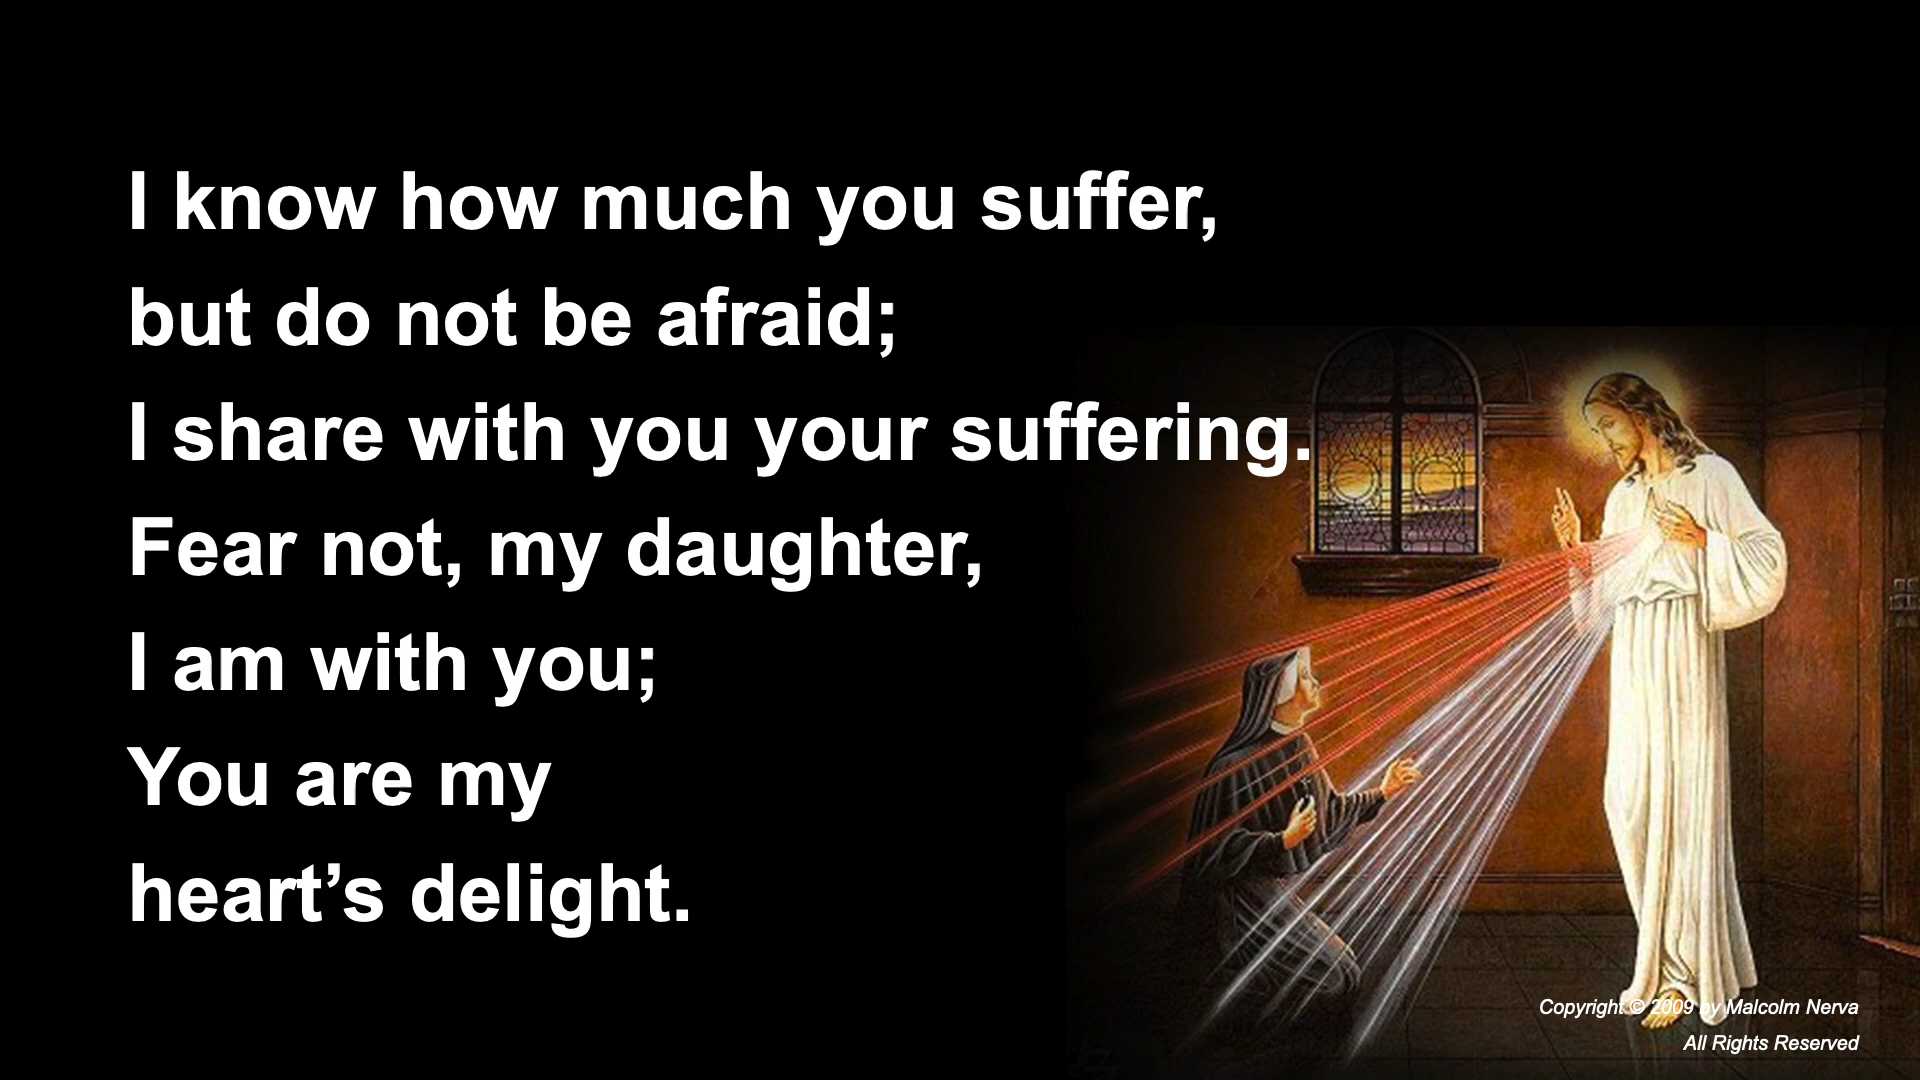 I know how much you suffer,
but do not be afraid;
I share with you your suffering.
Fear not, my daughter,
I am with you;
You are my
heart’s delight.
Copyright © 2009 by Malcolm Nerva
All Rights Reserved